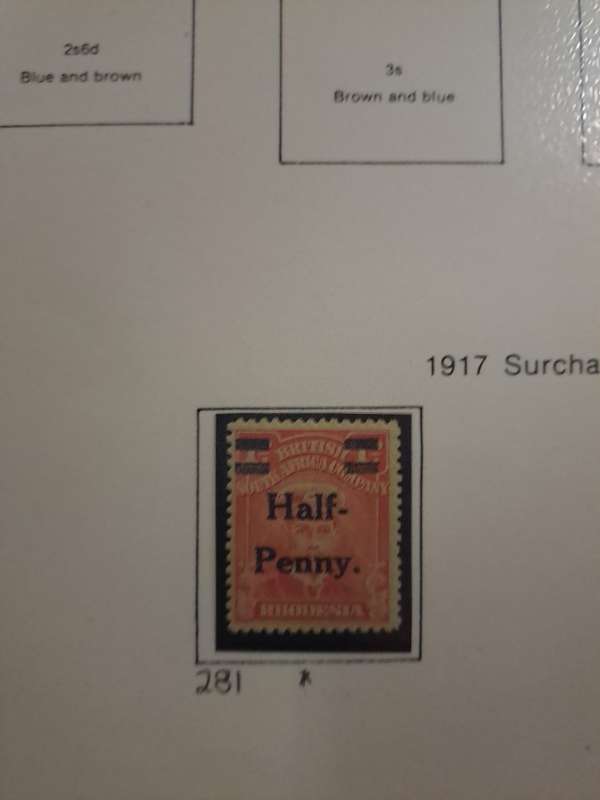 2s6d
Blue and brown
3s
Brown and blue
1917 Surcha
BRITISH
SOUTH AFRICA COMPANY
Half-
Penny.
RHODESIA
281 *